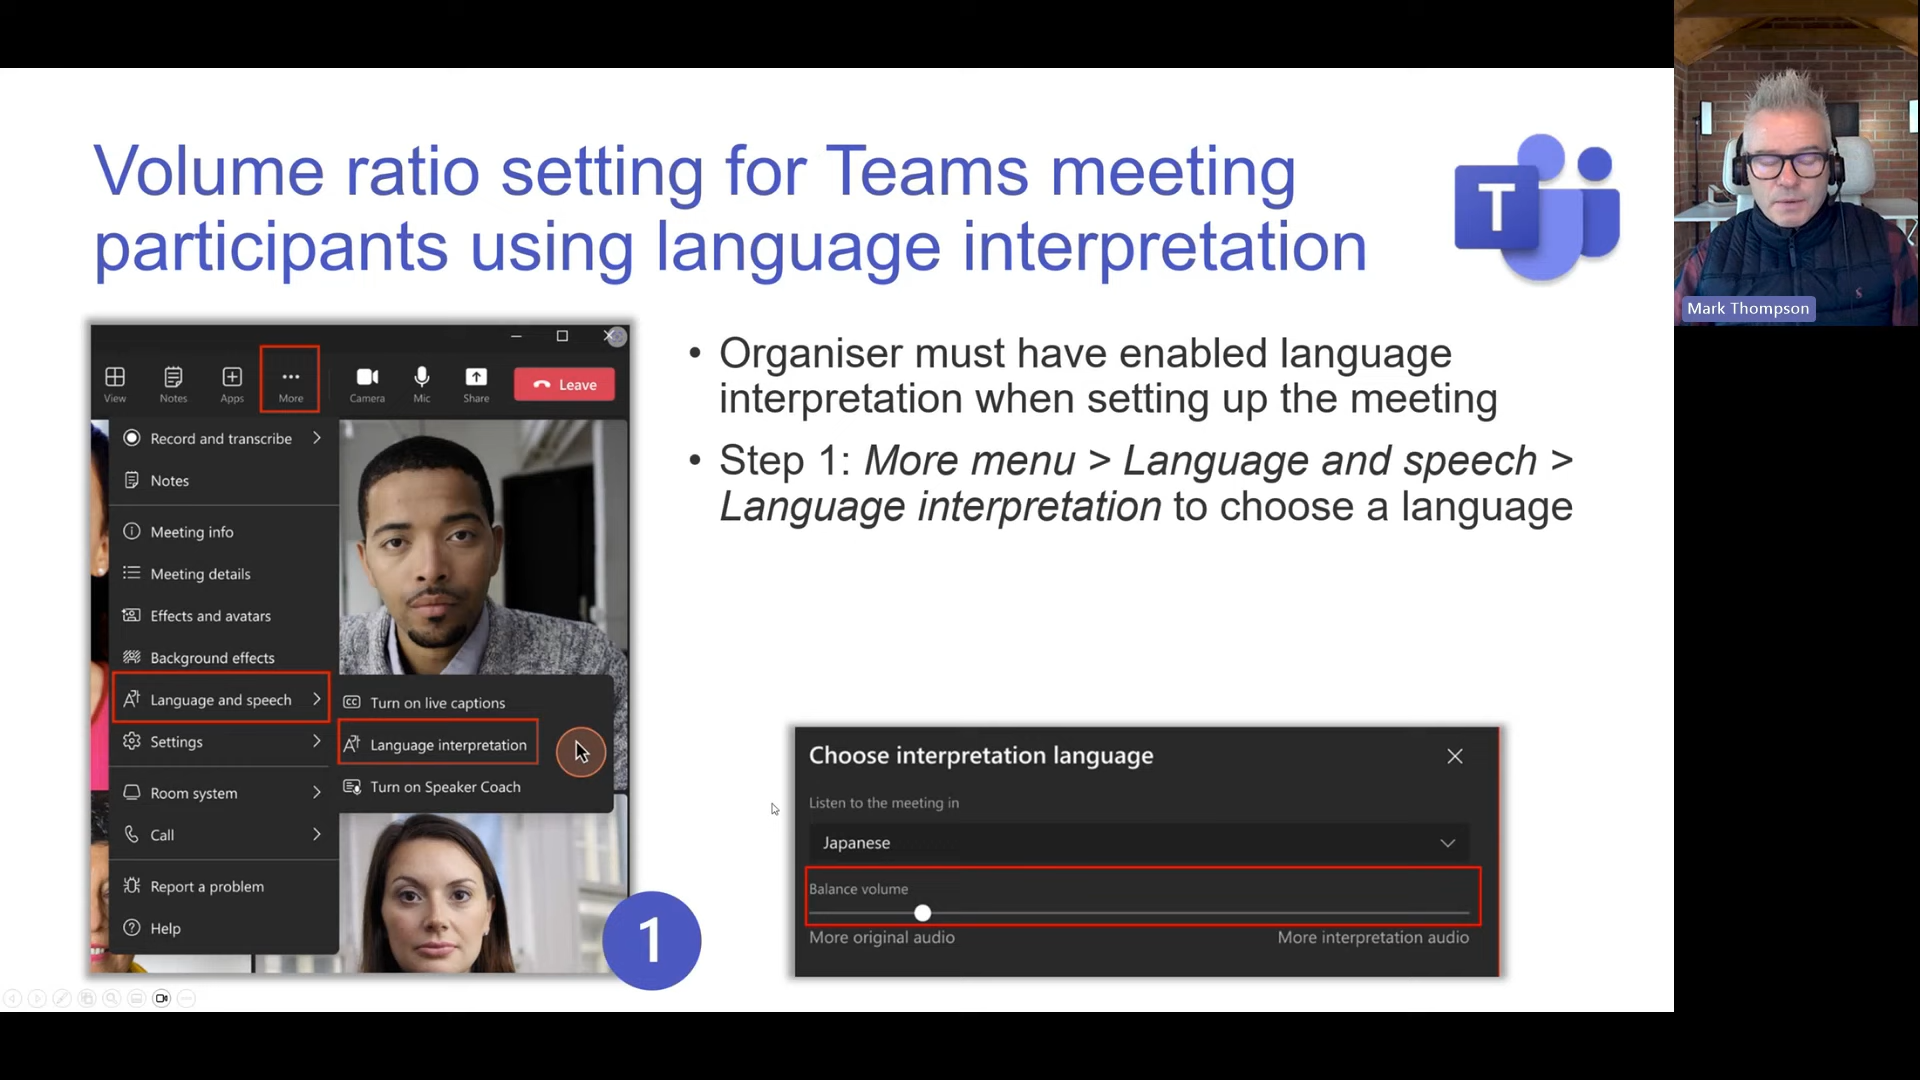 Volume ratio setting for Teams meeting
participants using language interpretation
T
Mark Thompson
View
Notes
Apps
More
Camera
Mic
Share
Leave
Record and transcribe
Notes
Meeting info
Meeting details
Effects and avatars
Background effects
Language and speech
Settings
Room system
Call
Report a problem
Help
CC Turn on live captions
Language interpretation
Turn on Speaker Coach
1
• Organiser must have enabled language
interpretation when setting up the meeting
• Step 1: More menu > Language and speech >
Language interpretation to choose a language
Choose interpretation language
Listen to the meeting in
Japanese
Balance volume
More original audio
More interpretation audio